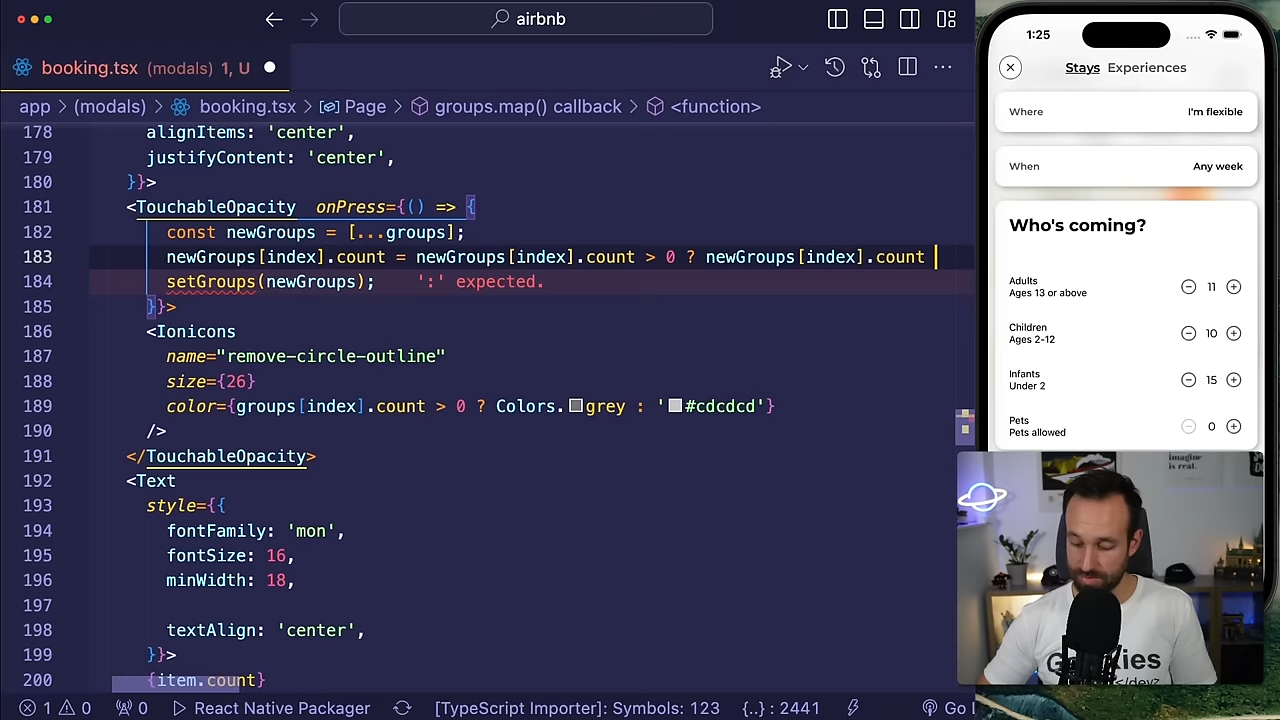 airbnb
booking.tsx (modals) 1, U
app > (modals) > booking.tsx > Page > groups.map() callback > <function>
178 alignItems: 'center',
179 justifyContent: 'center',
180 }}>
181 <TouchableOpacity onPress={() => {
182 const newGroups = [...groups];
183 newGroups[index].count = newGroups[index].count > 0 ? newGroups[index].count
184 setGroups(newGroups); ':' expected.
185 }}>
186 <Ionicons
187 name="remove-circle-outline"
188 size={26}
189 color={groups[index].count > 0 ? Colors.grey : '#cdcdcd'}
190 />
191 </TouchableOpacity>
192 <Text
193 style={{
194 fontFamily: 'mon',
195 fontSize: 16,
196 minWidth: 18,
197
198 textAlign: 'center',
199 }}>
200 {item.count}
1 0 0 React Native Packager [TypeScript Importer]: Symbols: 123 {..} : 2441 Go L
1:25
Stays Experiences
Where I'm flexible
When Any week
Who's coming?
Adults
Ages 13 or above
11
Children
Ages 2-12
10
Infants
Under 2
15
Pets
Pets allowed
0
imagine
is real.
</dev>